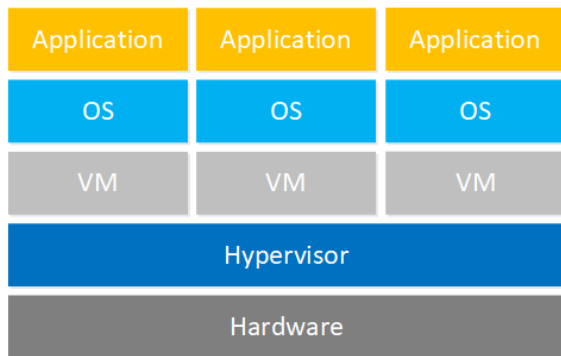 Application Application Application
OS OS OS
VM VM VM
Hypervisor
Hardware